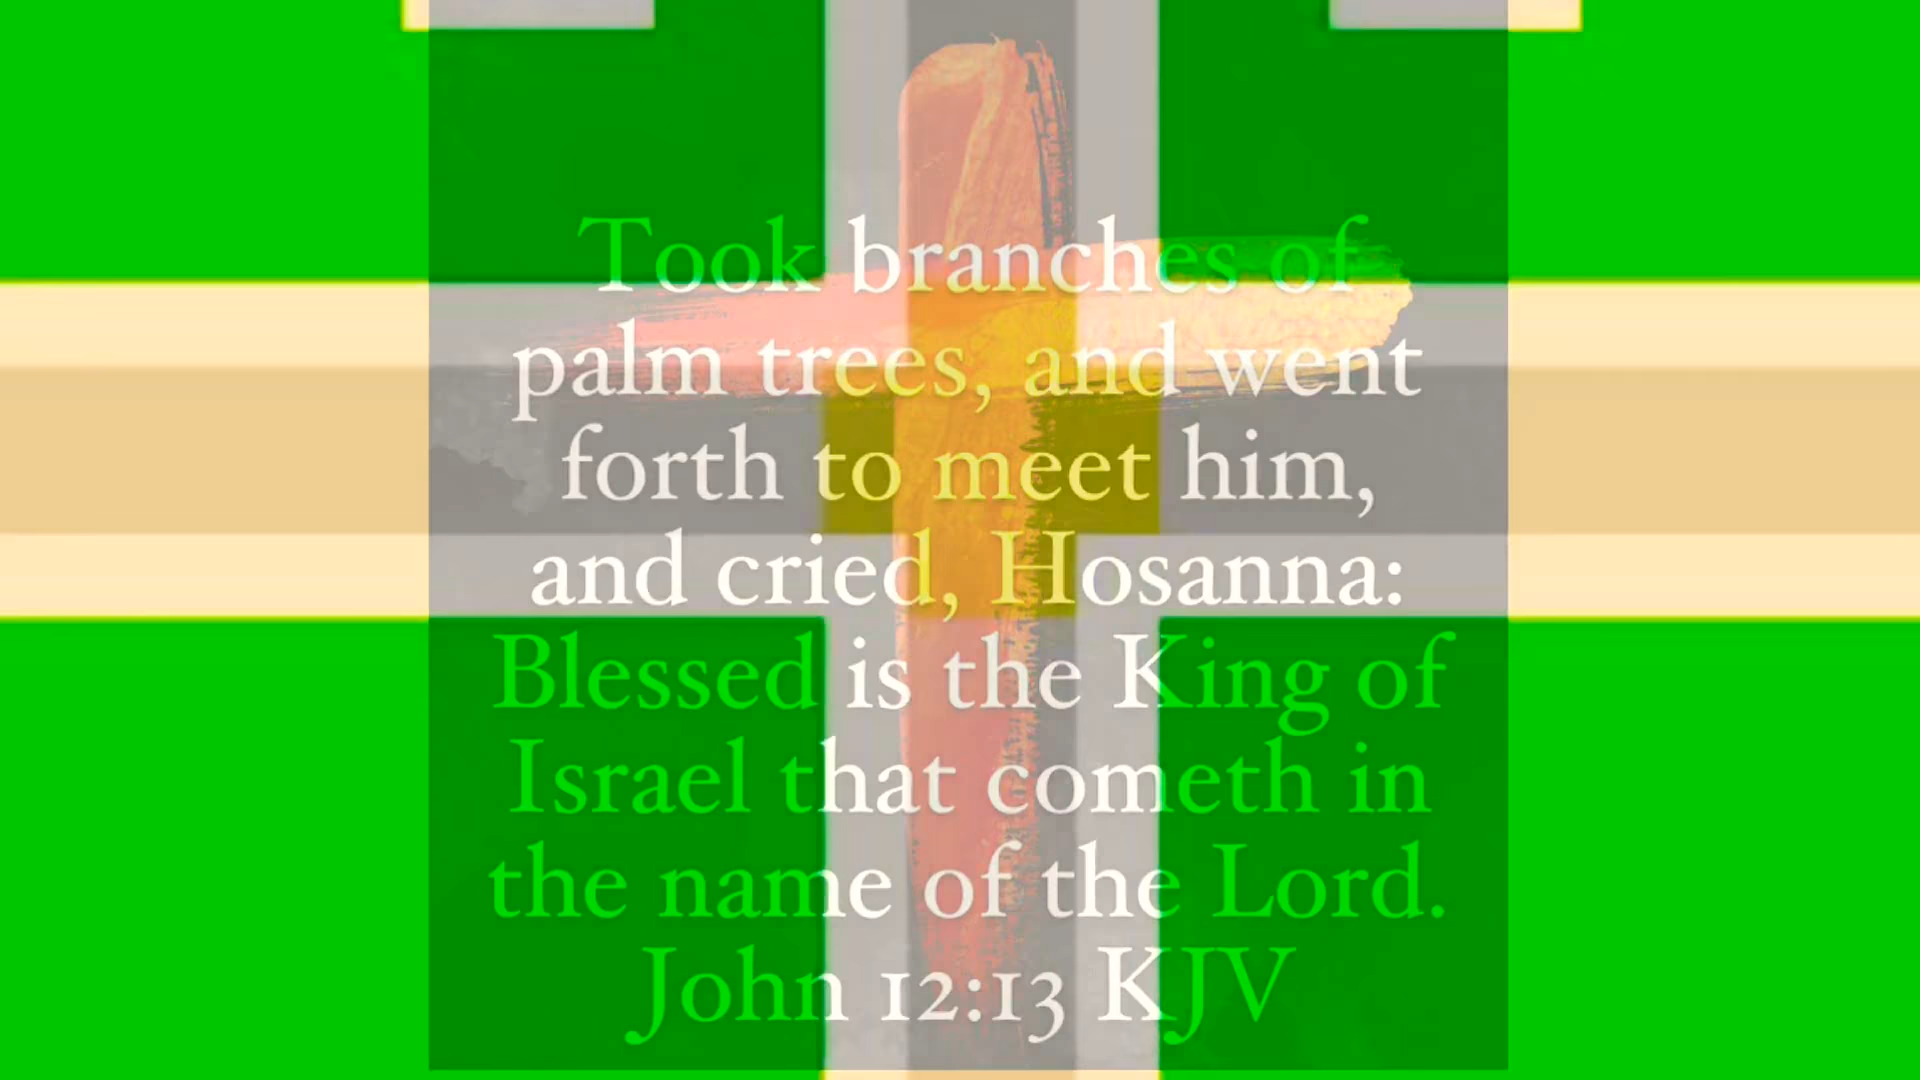 Took branches of
palm trees, and went
forth to meet him,
and cried, Hosanna:
Blessed is the King of
Israel that cometh in
the name of the Lord.
John 12:13 KJV